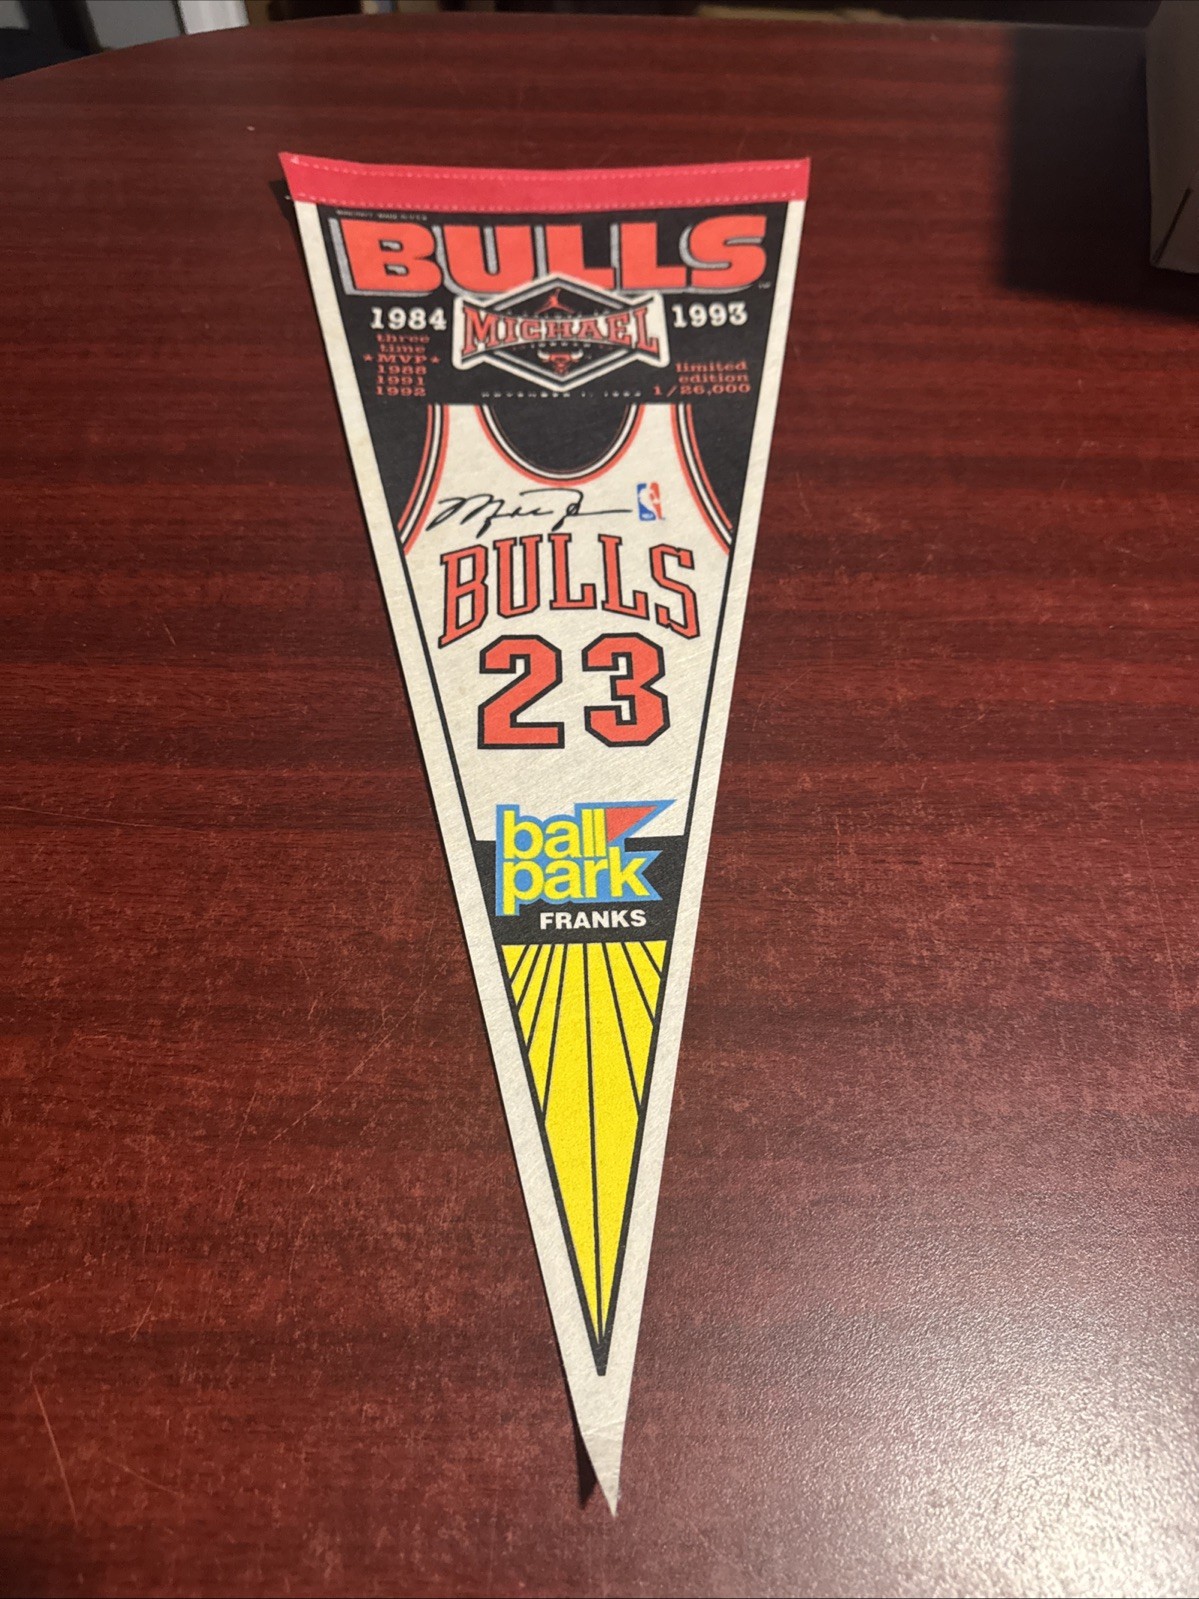 BULLS
1984
1993
MICHAEL
three
time
★MVP★
1988
1991
1992
limited
edition
1/26,000
BULLS
23
ball
park
FRANKS